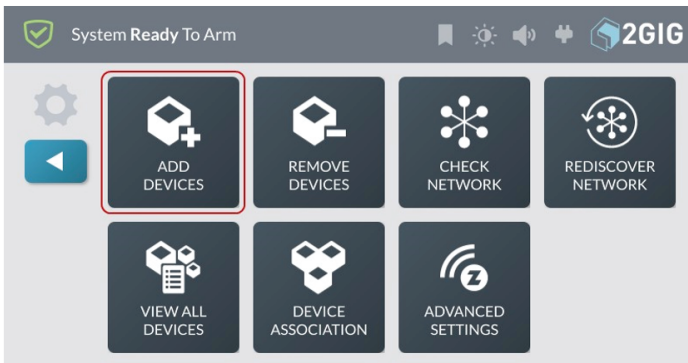 System Ready To Arm
2GIG
ADD
DEVICES
REMOVE
DEVICES
CHECK
NETWORK
REDISCOVER
NETWORK
VIEW ALL
DEVICES
DEVICE
ASSOCIATION
Z
ADVANCED
SETTINGS